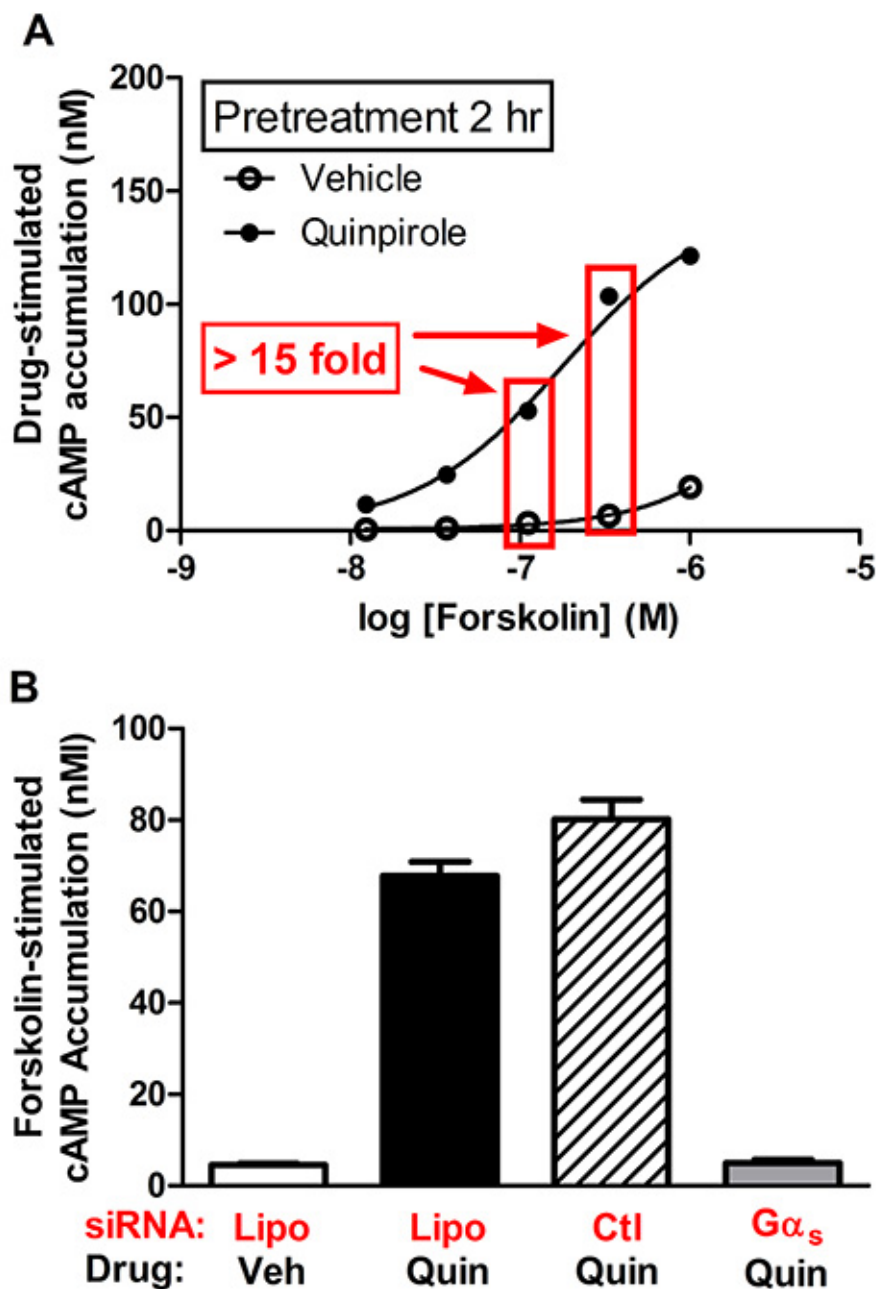 A
200
150
100
50
0
Drug-stimulated
cAMP accumulation (nM)
Pretreatment 2 hr
Vehicle
Quinpirole
> 15 fold
-9 -8 -7 -6 -5
log [Forskolin] (M)
B
100
80
60
40
20
0
Forskolin-stimulated
cAMP Accumulation (nMl)
siRNA: Lipo Lipo Ctl Gαs
Drug: Veh Quin Quin Quin